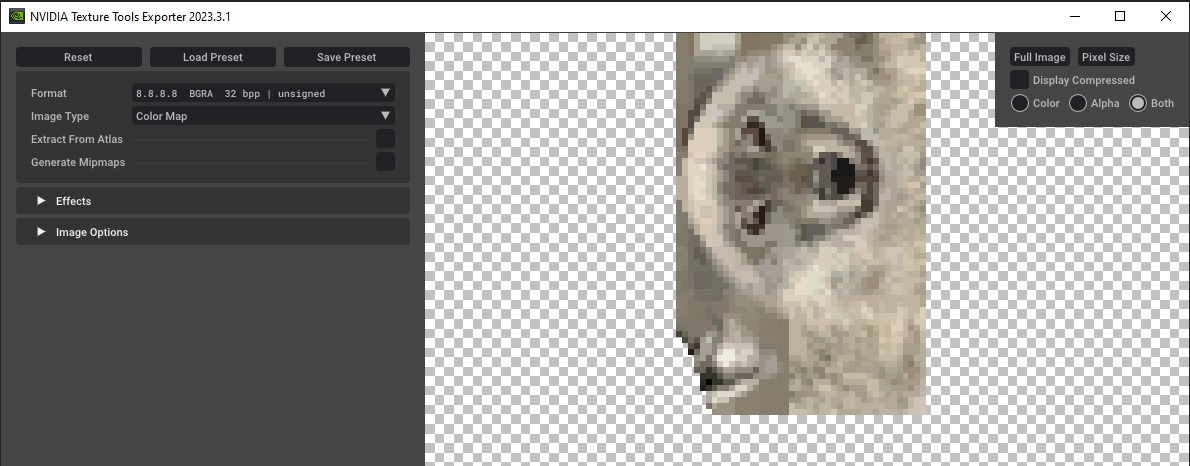 NVIDIA Texture Tools Exporter 2023.3.1
Reset Load Preset Save Preset
Format 8.8.8.8 BGRA 32 bpp | unsigned
Image Type Color Map
Extract From Atlas
Generate Mipmaps
Effects
Image Options
Full Image Pixel Size
Display Compressed
Color Alpha Both